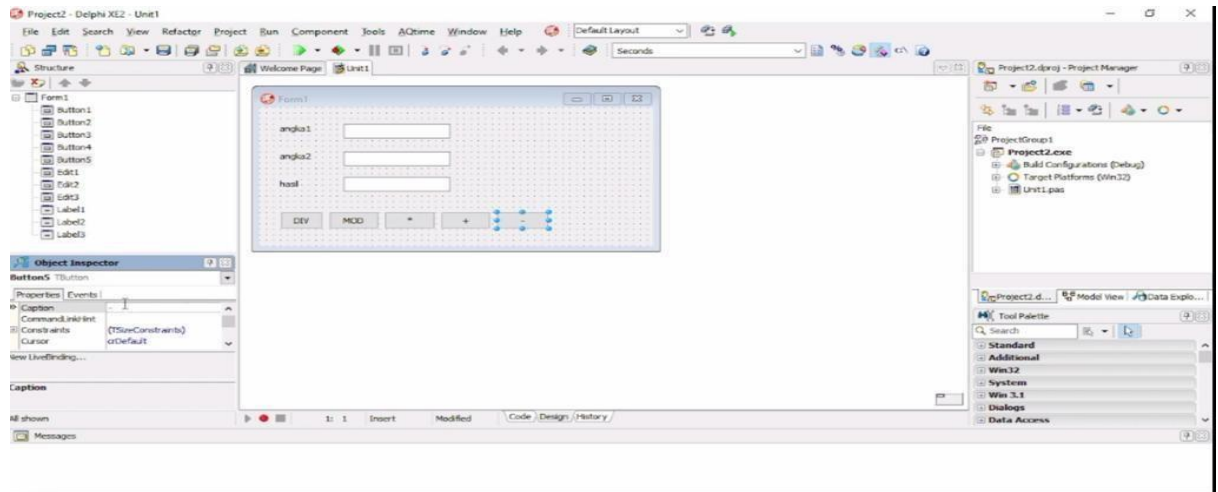 Project2 - Delphi XE2 - Unit1
File Edit Search View Refactor Project Run Component Tools AQtime Window Help Default Layout
Seconds
Structure
Form1
Button1
Button2
Button3
Button4
Button5
Edit1
Edit2
Edit3
Label1
Label2
Label3
Object Inspector
Button5 TButton
Properties Events
Caption -
CommandLinkHint
Constraints (TSizeConstraints)
Cursor crDefault
New LiveBinding...
Caption
All shown
Welcome Page Unit1
Form1
angka1
angka2
hasil
DIV MOD * + -
1: 1 Insert Modified Code Design History
Project2.dproj - Project Manager
File
ProjectGroup1
Project2.exe
Build Configurations (Debug)
Target Platforms (Win32)
Unit1.pas
Project2.d... Model View Data Explo...
Tool Palette
Search
Standard
Additional
Win32
System
Win 3.1
Dialogs
Data Access
Messages